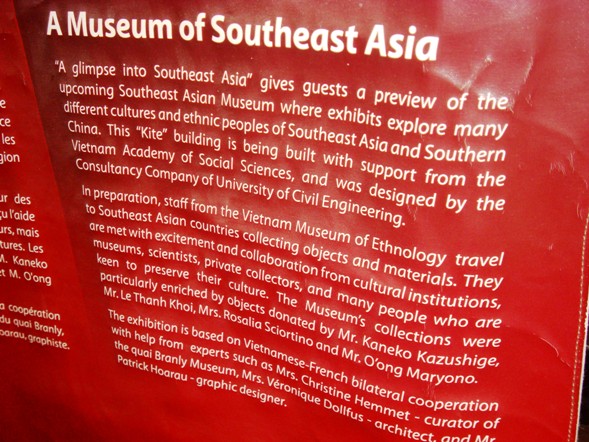 A Museum of Southeast Asia
"A glimpse into Southeast Asia" gives guests a preview of the
upcoming Southeast Asian Museum where exhibits explore many
different cultures and ethnic peoples of Southeast Asia and Southern
China. This "Kite" building is being built with support from the
Vietnam Academy of Social Sciences, and was designed by the
Consultancy Company of University of Civil Engineering.
In preparation, staff from the Vietnam Museum of Ethnology travel
to Southeast Asian countries collecting objects and materials. They
are met with excitement and collaboration from cultural institutions,
museums, scientists, private collectors, and many people who are
keen to preserve their culture. The Museum's collections were
particularly enriched by objects donated by Mr. Kaneko Kazushige,
Mr. Le Thanh Khoi, Mrs. Rosalia Sciortino and Mr. O'ong Maryono.
The exhibition is based on Vietnamese-French bilateral cooperation
with help from experts such as Mrs. Christine Hemmet - curator of
the quai Branly Museum, Mrs. Véronique Dollfus - architect, and Mr.
Patrick Hoarau - graphic designer.
les
ur des
çu l'aide
urs, mais
tures. Les
M. Kaneko
et M. O'ong
a coopération
du quai Branly,
oarau, graphiste.